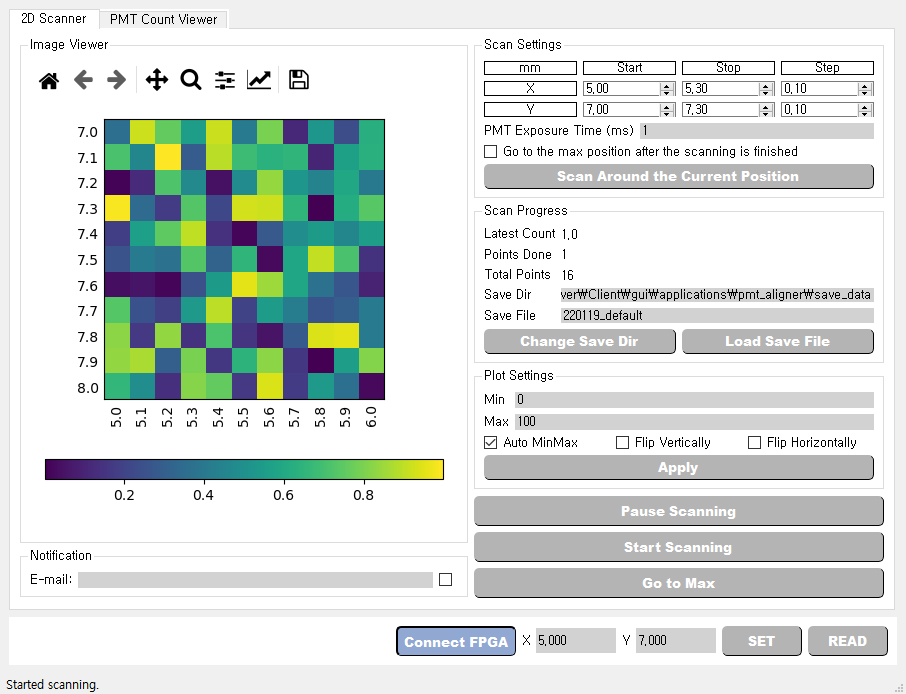 2D Scanner
PMT Count Viewer
Image Viewer
7.0
7.1
7.2
7.3
7.4
7.5
7.6
7.7
7.8
7.9
8.0
5.0 5.1 5.2 5.3 5.4 5.5 5.6 5.7 5.8 5.9 6.0
0.2 0.4 0.6 0.8
Notification
E-mail:
Scan Settings
mm Start Stop Step
X 5,00 5,30 0,10
Y 7,00 7,30 0,10
PMT Exposure Time (ms) 1
Go to the max position after the scanning is finished
Scan Around the Current Position
Scan Progress
Latest Count 1,0
Points Done 1
Total Points 16
Save Dir ver₩Client₩gui₩applications₩pmt_aligner₩save_data
Save File 220119_default
Change Save Dir Load Save File
Plot Settings
Min 0
Max 100
Auto MinMax Flip Vertically Flip Horizontally
Apply
Pause Scanning
Start Scanning
Go to Max
Connect FPGA X 5,000 Y 7,000 SET READ
Started scanning.